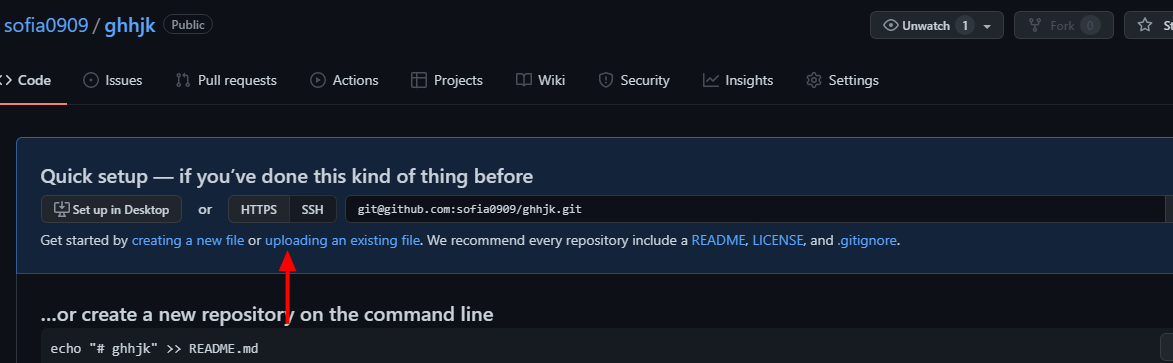 sofia0909 / ghhjk Public
Unwatch 1
Fork 0
<> Code Issues Pull requests Actions Projects Wiki Security Insights Settings
Quick setup — if you’ve done this kind of thing before
Set up in Desktop or HTTPS SSH git@github.com:sofia0909/ghhjk.git
Get started by creating a new file or uploading an existing file. We recommend every repository include a README, LICENSE, and .gitignore.
...or create a new repository on the command line
echo "# ghhjk" >> README.md